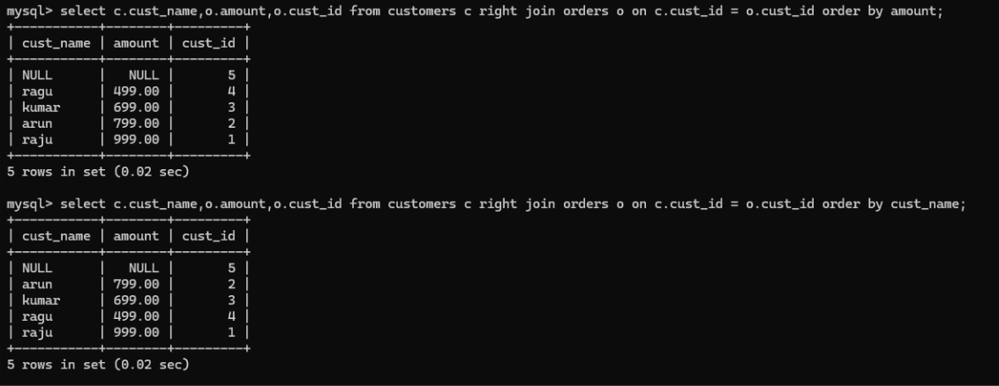 mysql> select c.cust_name,o.amount,o.cust_id from customers c right join orders o on c.cust_id = o.cust_id order by amount;
+-----------+--------+---------+
| cust_name | amount | cust_id |
+-----------+--------+---------+
| NULL      |   NULL |       5 |
| ragu      | 499.00 |       4 |
| kumar     | 699.00 |       3 |
| arun      | 799.00 |       2 |
| raju      | 999.00 |       1 |
+-----------+--------+---------+
5 rows in set (0.02 sec)

mysql> select c.cust_name,o.amount,o.cust_id from customers c right join orders o on c.cust_id = o.cust_id order by cust_name;
+-----------+--------+---------+
| cust_name | amount | cust_id |
+-----------+--------+---------+
| NULL      |   NULL |       5 |
| arun      | 799.00 |       2 |
| kumar     | 699.00 |       3 |
| ragu      | 499.00 |       4 |
| raju      | 999.00 |       1 |
+-----------+--------+---------+
5 rows in set (0.02 sec)